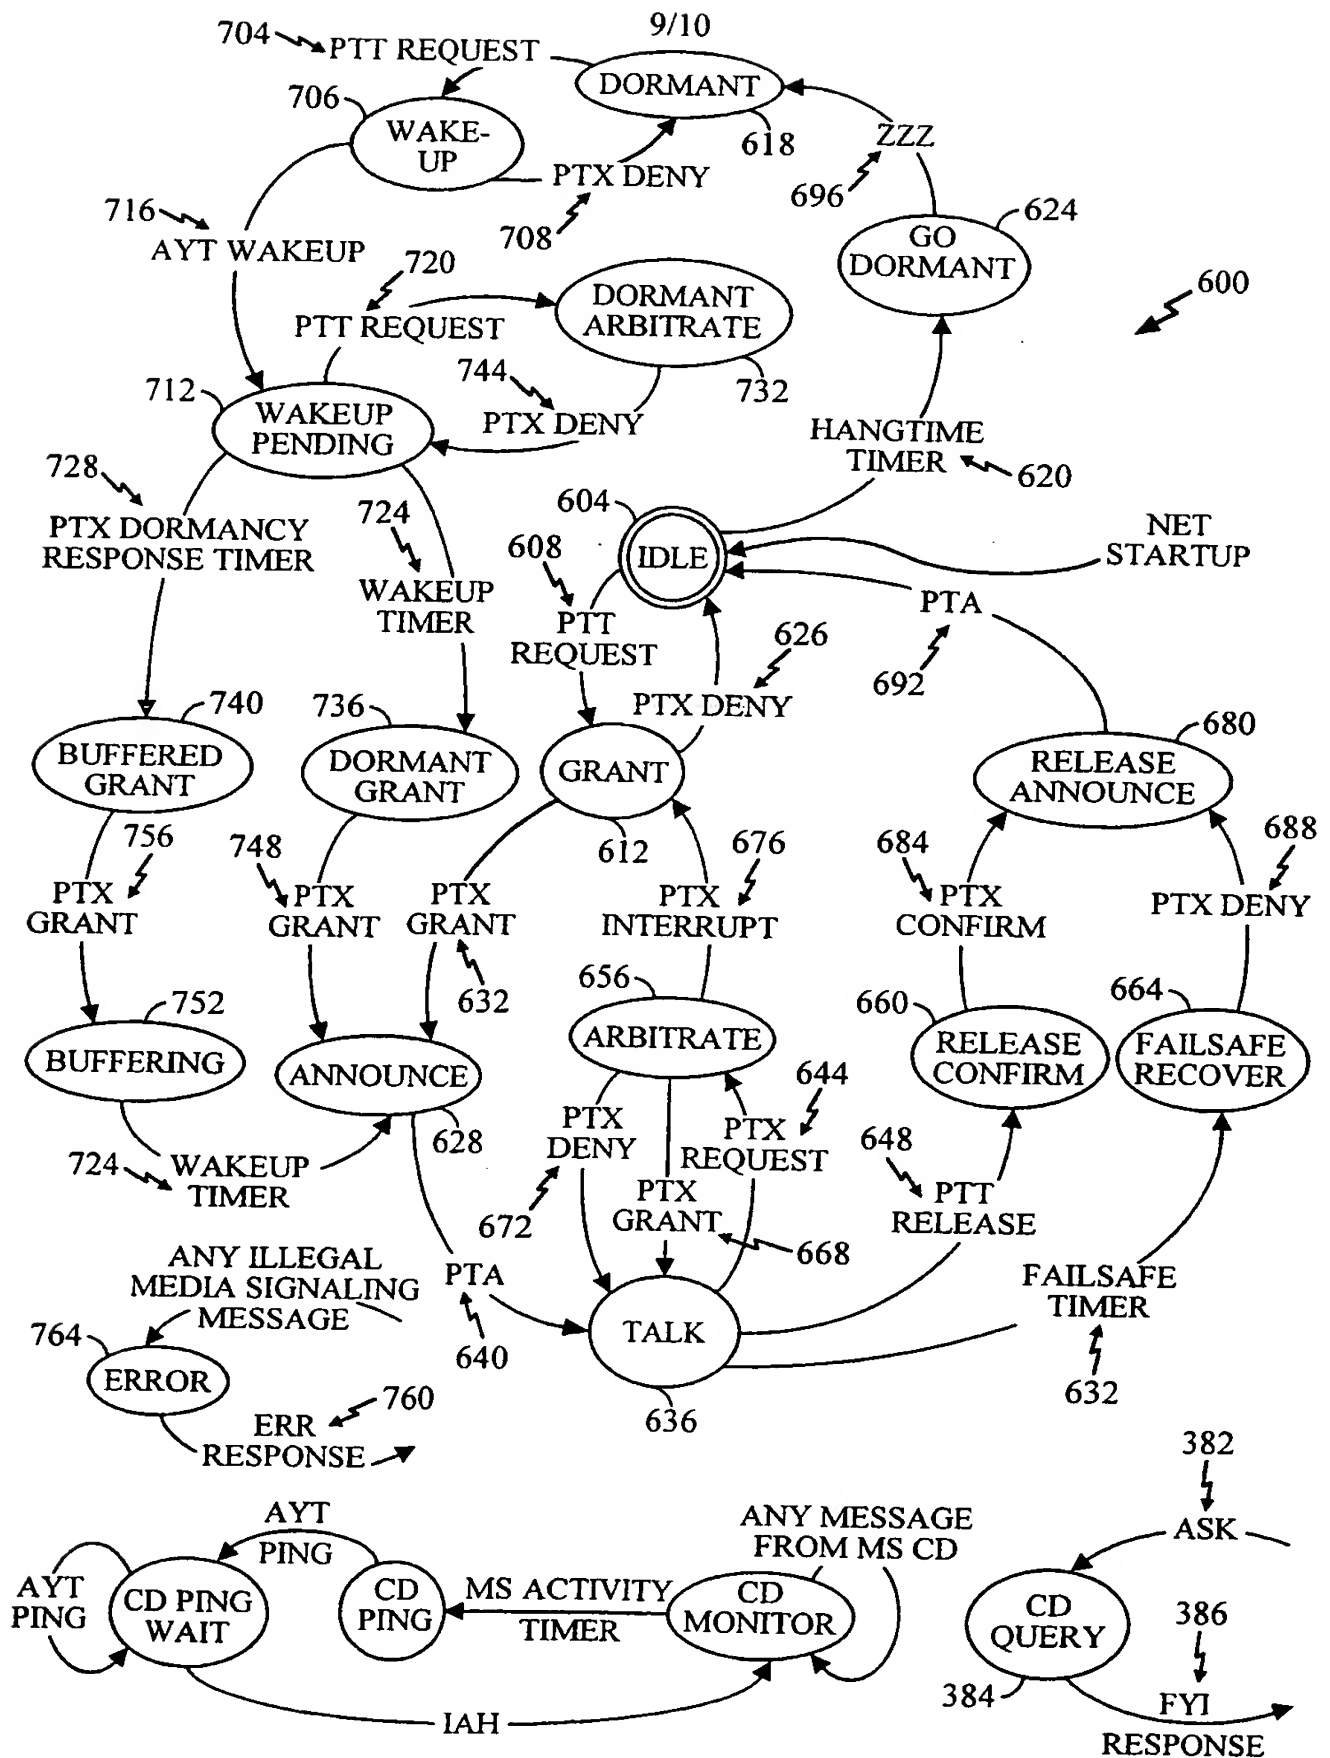 9/10
704
PTT REQUEST
DORMANT
618
706
WAKE-
UP
PTX DENY
708
ZZZ
696
GO
DORMANT
624
600
716
AYT WAKEUP
720
PTT REQUEST
DORMANT
ARBITRATE
732
744
PTX DENY
712
WAKEUP
PENDING
HANGTIME
TIMER
620
728
PTX DORMANCY
RESPONSE TIMER
724
WAKEUP
TIMER
604
IDLE
NET
STARTUP
608
PTT
REQUEST
626
PTX DENY
PTA
692
740
BUFFERED
GRANT
736
DORMANT
GRANT
GRANT
612
680
RELEASE
ANNOUNCE
756
PTX
GRANT
748
PTX
GRANT
PTX
GRANT
632
676
PTX
INTERRUPT
684
PTX
CONFIRM
688
PTX DENY
752
BUFFERING
ANNOUNCE
628
656
ARBITRATE
660
RELEASE
CONFIRM
664
FAILSAFE
RECOVER
724
WAKEUP
TIMER
PTX
DENY
672
644
PTX
REQUEST
PTX
GRANT
668
648
PTT
RELEASE
ANY ILLEGAL
MEDIA SIGNALING
MESSAGE
PTA
640
TALK
636
FAILSAFE
TIMER
632
764
ERROR
760
ERR
RESPONSE
382
ASK
AYT
PING
AYT
PING
CD PING
WAIT
CD
PING
MS ACTIVITY
TIMER
ANY MESSAGE
FROM MS CD
CD
MONITOR
IAH
CD
QUERY
384
386
FYI
RESPONSE